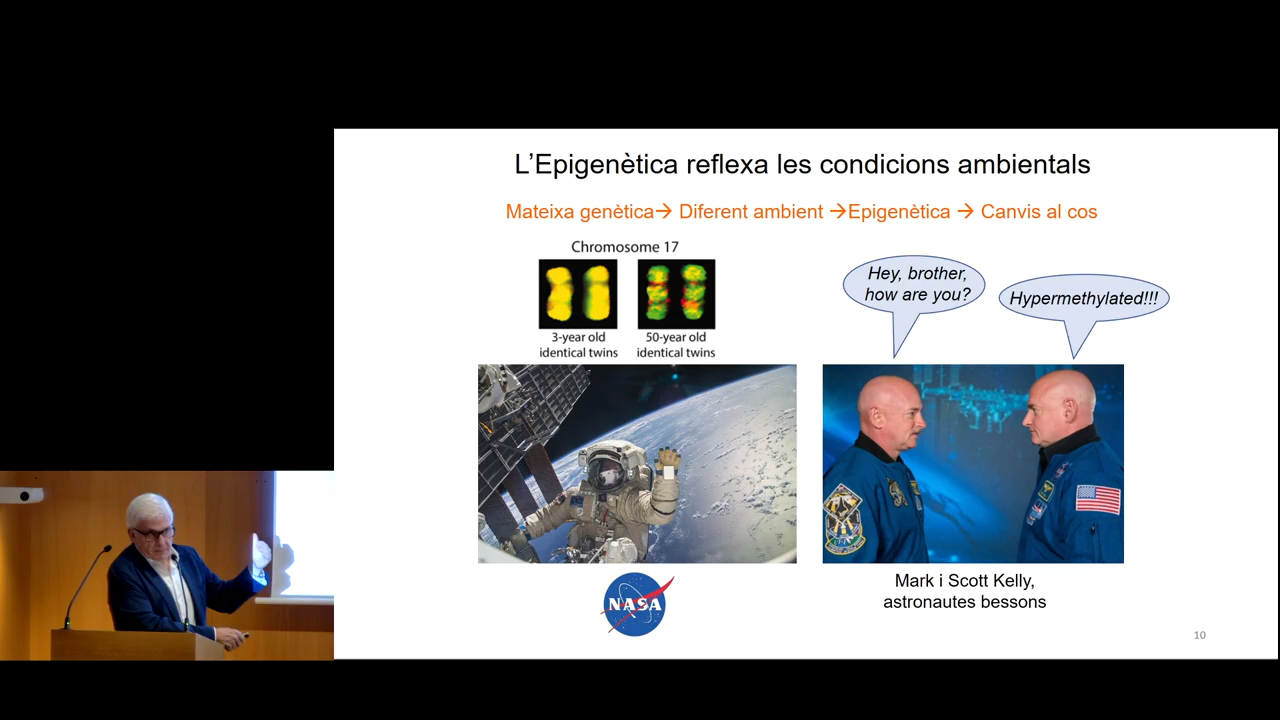 L’Epigenètica reflexa les condicions ambientals
Mateixa genètica→ Diferent ambient →Epigenètica → Canvis al cos
Chromosome 17
3-year old
identical twins
50-year old
identical twins
Hey, brother,
how are you?
Hypermethylated!!!
NASA
Mark i Scott Kelly,
astronautes bessons
10